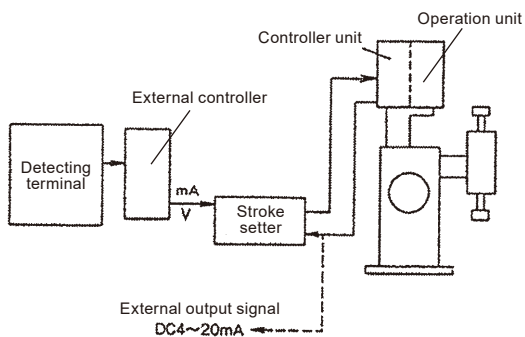 Operation unit
Controller unit
External controller
Detecting
terminal
mA
V
Stroke
setter
External output signal
DC4～20mA